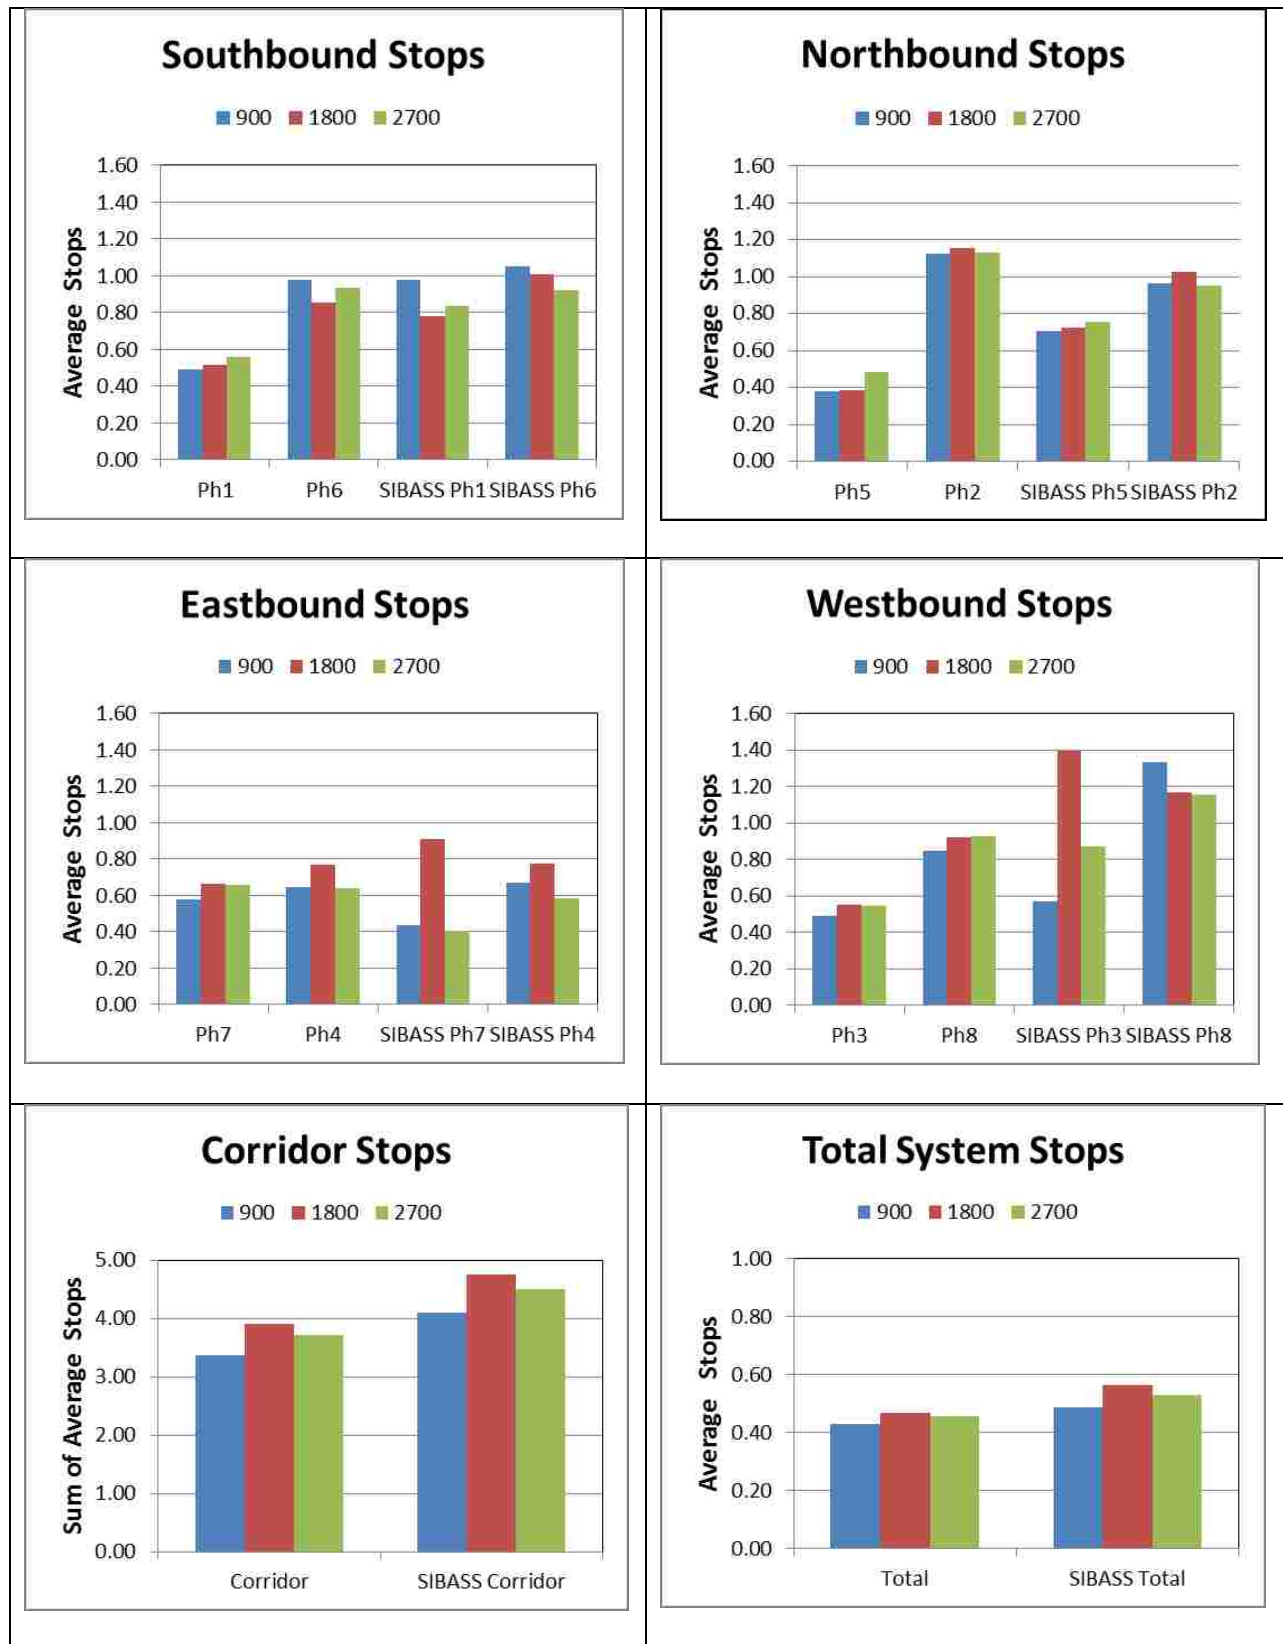 Southbound Stops
900 1800 2700
Average Stops
1.60
1.40
1.20
1.00
0.80
0.60
0.40
0.20
0.00
Ph1 Ph6 SIBASS Ph1 SIBASS Ph6
Northbound Stops
900 1800 2700
Average Stops
1.60
1.40
1.20
1.00
0.80
0.60
0.40
0.20
0.00
Ph5 Ph2 SIBASS Ph5 SIBASS Ph2
Eastbound Stops
900 1800 2700
Average Stops
1.60
1.40
1.20
1.00
0.80
0.60
0.40
0.20
0.00
Ph7 Ph4 SIBASS Ph7 SIBASS Ph4
Westbound Stops
900 1800 2700
Average Stops
1.60
1.40
1.20
1.00
0.80
0.60
0.40
0.20
0.00
Ph3 Ph8 SIBASS Ph3 SIBASS Ph8
Corridor Stops
900 1800 2700
Sum of Average Stops
5.00
4.00
3.00
2.00
1.00
0.00
Corridor SIBASS Corridor
Total System Stops
900 1800 2700
Average Stops
1.00
0.80
0.60
0.40
0.20
0.00
Total SIBASS Total